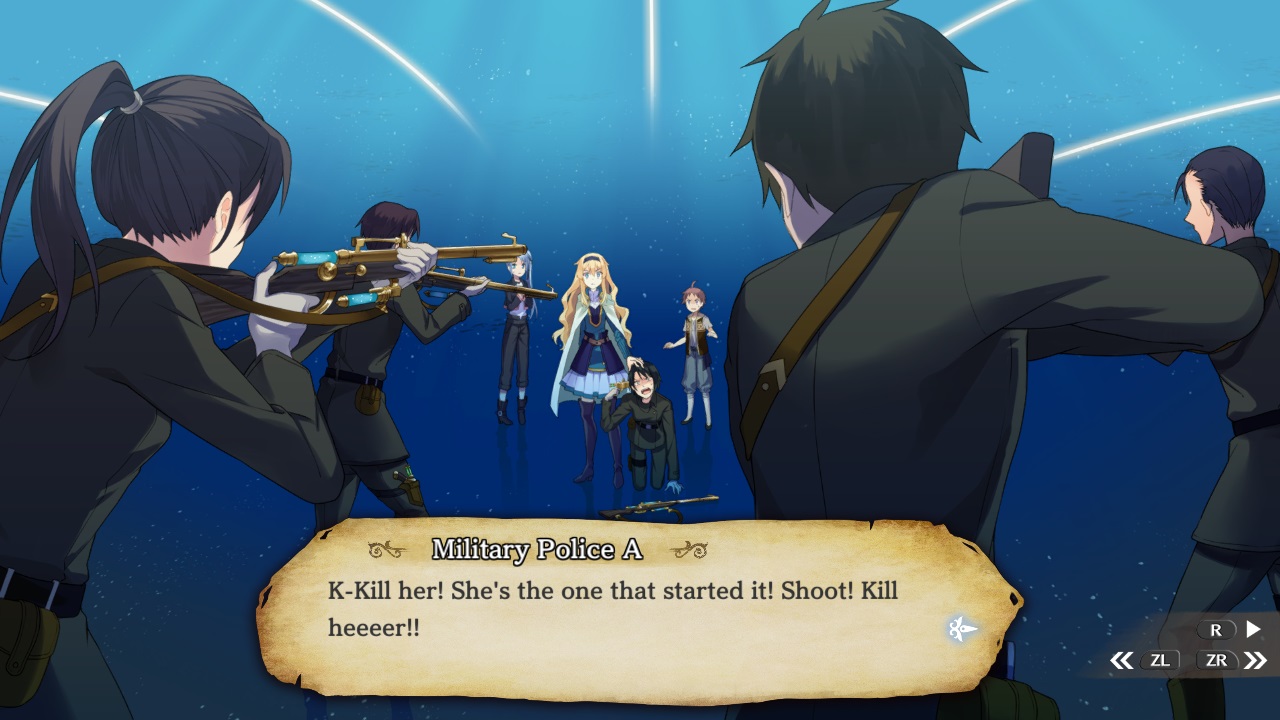 Military Police A
K-Kill her! She's the one that started it! Shoot! Kill
heeeer!!
R
ZL ZR